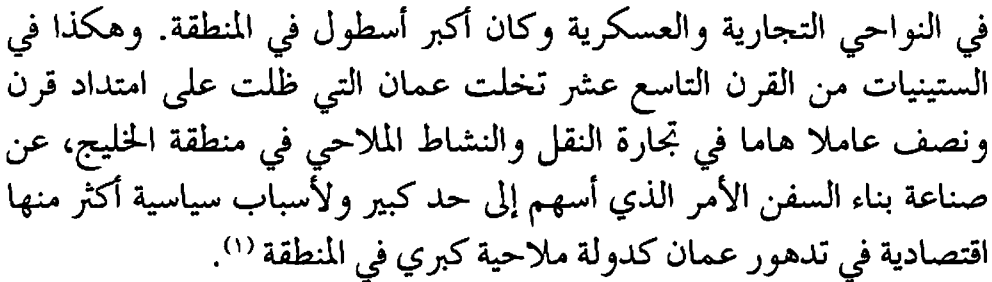 في النواحي التجارية والعسكرية وكان أكبر أسطول في المنطقة. وهكذا في
الستينيات من القرن التاسع عشر تخلت عمان التي ظلت على امتداد قرن
ونصف عاملا هاما في تجارة النقل والنشاط الملاحي في منطقة الخليج، عن
صناعة بناء السفن الأمر الذي أسهم إلى حد كبير ولأسباب سياسية أكثر منها
اقتصادية في تدهور عمان كدولة ملاحية كبري في المنطقة (١).